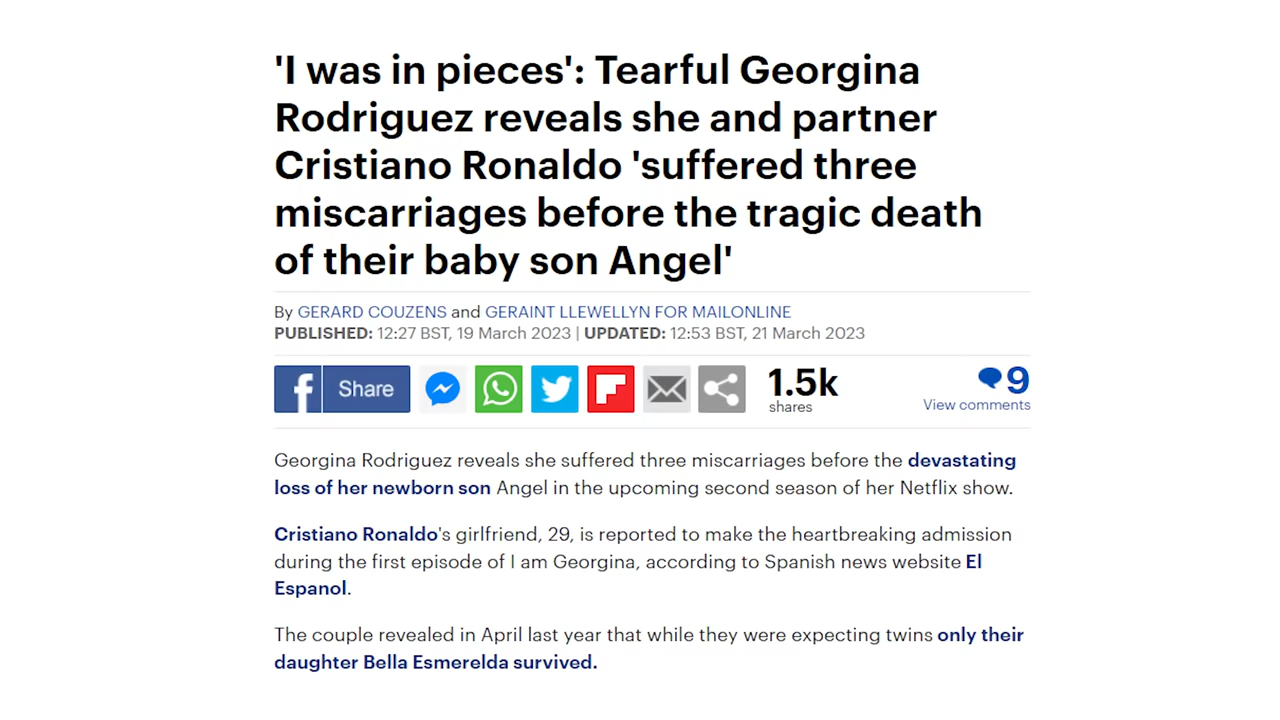 'I was in pieces': Tearful Georgina
Rodriguez reveals she and partner
Cristiano Ronaldo 'suffered three
miscarriages before the tragic death
of their baby son Angel'
By GERARD COUZENS and GERAINT LLEWELLYN FOR MAILONLINE
PUBLISHED: 12:27 BST, 19 March 2023 | UPDATED: 12:53 BST, 21 March 2023
f Share 1.5k 9
shares View comments
Georgina Rodriguez reveals she suffered three miscarriages before the devastating
loss of her newborn son Angel in the upcoming second season of her Netflix show.
Cristiano Ronaldo's girlfriend, 29, is reported to make the heartbreaking admission
during the first episode of I am Georgina, according to Spanish news website El
Espanol.
The couple revealed in April last year that while they were expecting twins only their
daughter Bella Esmerelda survived.